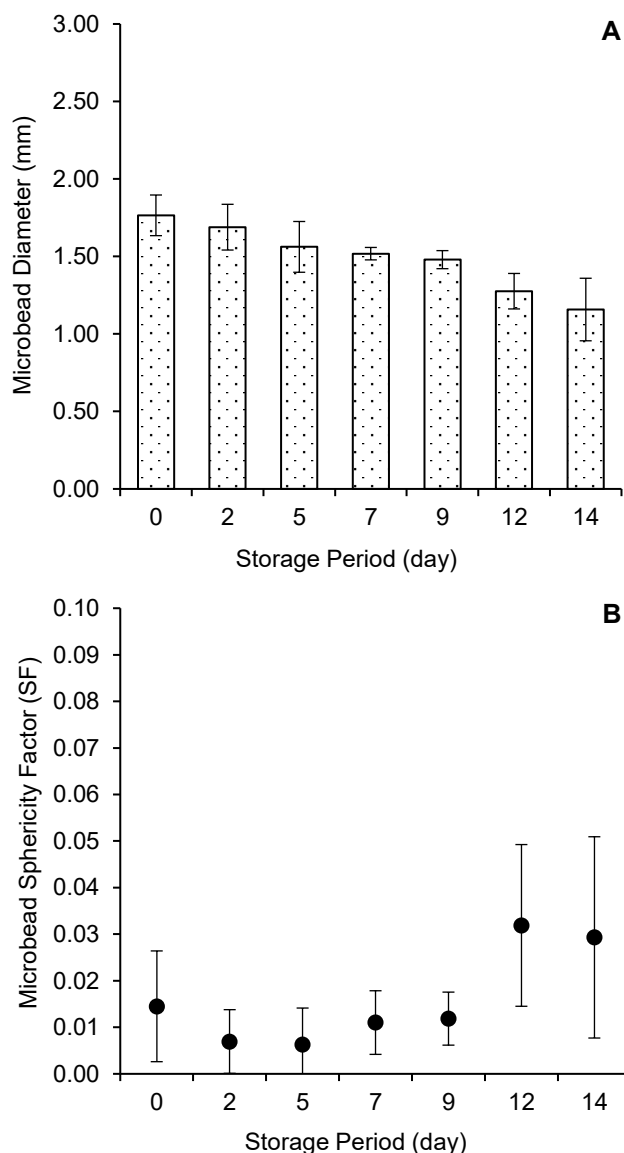 A
Microbead Diameter (mm)
3.00
2.50
2.00
1.50
1.00
0.50
0.00
0 2 5 7 9 12 14
Storage Period (day)
B
Microbead Sphericity Factor (SF)
0.10
0.09
0.08
0.07
0.06
0.05
0.04
0.03
0.02
0.01
0.00
0 2 5 7 9 12 14
Storage Period (day)